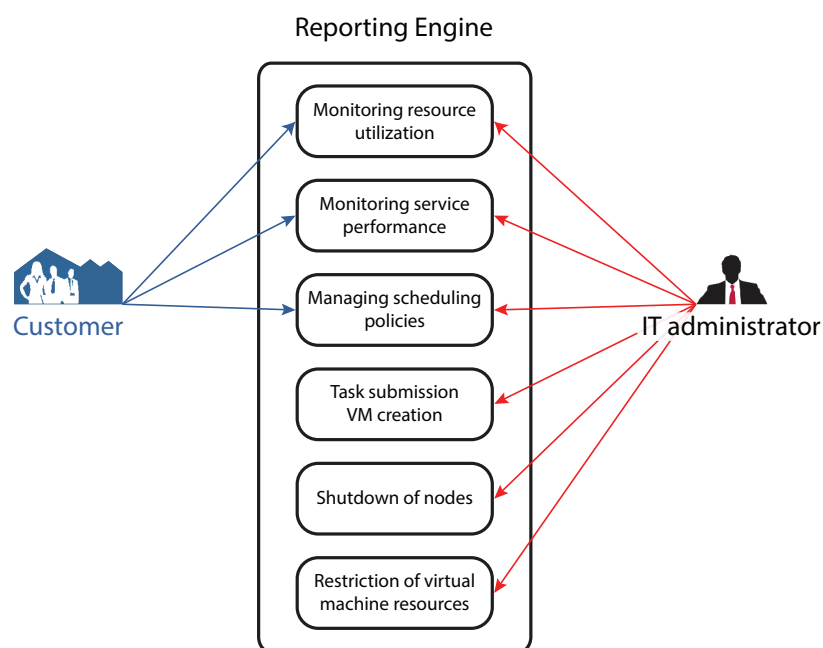 Reporting Engine
Monitoring resource
utilization
Monitoring service
performance
Managing scheduling
policies
Customer
IT administrator
Task submission
VM creation
Shutdown of nodes
Restriction of virtual
machine resources